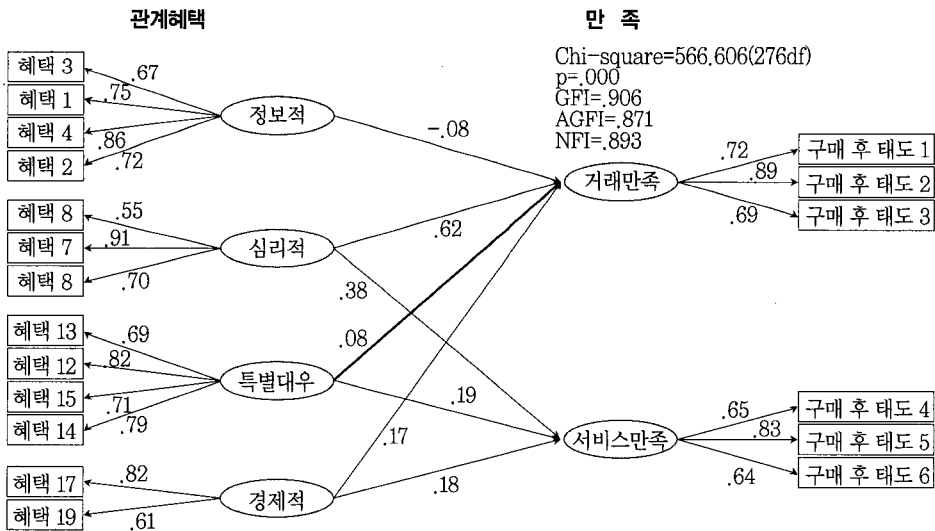 관계혜택
만 족
Chi-square=566.606(276df)
p=.000
GFI=.906
AGFI=.871
NFI=.893
혜택 3
혜택 1
혜택 4
혜택 2
.67
.75
.86
.72
정보적
-.08
혜택 8
혜택 7
혜택 8
.55
.91
.70
심리적
.62
.38
혜택 13
혜택 12
혜택 15
혜택 14
.69
.82
.71
.79
특별대우
.08
.19
혜택 17
혜택 19
.82
.61
경제적
.17
.18
거래만족
.72
.89
.69
구매 후 태도 1
구매 후 태도 2
구매 후 태도 3
서비스만족
.65
.83
.64
구매 후 태도 4
구매 후 태도 5
구매 후 태도 6